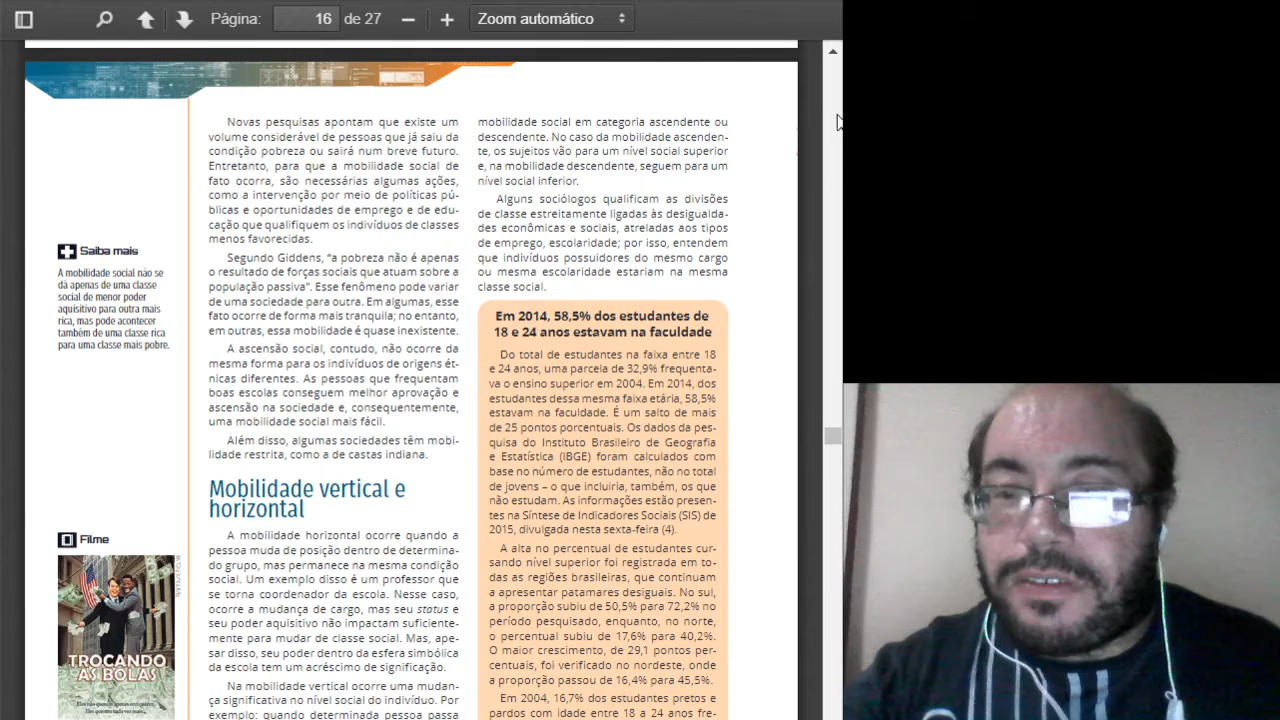 Página: 16 de 27 Zoom automático
Novas pesquisas apontam que existe um
volume considerável de pessoas que já saiu da
condição pobreza ou sairá num breve futuro.
Entretanto, para que a mobilidade social de
fato ocorra, são necessárias algumas ações,
como a intervenção por meio de políticas pú-
blicas e oportunidades de emprego e de edu-
cação que qualifiquem os indivíduos de classes
menos favorecidas.
Segundo Giddens, “a pobreza não é apenas
o resultado de forças sociais que atuam sobre a
população passiva”. Esse fenômeno pode variar
de uma sociedade para outra. Em algumas, esse
fato ocorre de forma mais tranquila; no entanto,
em outras, essa mobilidade é quase inexistente.
A ascensão social, contudo, não ocorre da
mesma forma para os indivíduos de origens ét-
nicas diferentes. As pessoas que frequentam
boas escolas conseguem melhor aprovação e
ascensão na sociedade e, consequentemente,
uma mobilidade social mais fácil.
Além disso, algumas sociedades têm mobi-
lidade restrita, como a de castas indiana.
Mobilidade vertical e
horizontal
A mobilidade horizontal ocorre quando a
pessoa muda de posição dentro de determina-
do grupo, mas permanece na mesma condição
social. Um exemplo disso é um professor que
se torna coordenador da escola. Nesse caso,
ocorre a mudança de cargo, mas seu status e
seu poder aquisitivo não impactam suficiente-
mente para mudar de classe social. Mas, ape-
sar disso, seu poder dentro da esfera simbólica
da escola tem um acréscimo de significação.
Na mobilidade vertical ocorre uma mudan-
ça significativa no nível social do indivíduo. Por
exemplo: quando determinada pessoa passa
Saiba mais
A mobilidade social não se
dá apenas de uma classe
social de menor poder
aquisitivo para outra mais
rica, mas pode acontecer
também de uma classe rica
para uma classe mais pobre.
Filme
TROCANDO
AS BOLAS
mobilidade social em categoria ascendente ou
descendente. No caso da mobilidade ascenden-
te, os sujeitos vão para um nível social superior
e, na mobilidade descendente, seguem para um
nível social inferior.
Alguns sociólogos qualificam as divisões
de classe estreitamente ligadas às desigualda-
des econômicas e sociais, atreladas aos tipos
de emprego, escolaridade; por isso, entendem
que indivíduos possuidores do mesmo cargo
ou mesma escolaridade estariam na mesma
classe social.
Em 2014, 58,5% dos estudantes de
18 e 24 anos estavam na faculdade
Do total de estudantes na faixa entre 18
e 24 anos, uma parcela de 32,9% frequenta-
va o ensino superior em 2004. Em 2014, dos
estudantes dessa mesma faixa etária, 58,5%
estavam na faculdade. É um salto de mais
de 25 pontos porcentuais. Os dados da pes-
quisa do Instituto Brasileiro de Geografia
e Estatística (IBGE) foram calculados com
base no número de estudantes, não no total
de jovens – o que incluiria, também, os que
não estudam. As informações estão presen-
tes na Síntese de Indicadores Sociais (SIS) de
2015, divulgada nesta sexta-feira (4).
A alta no percentual de estudantes cur-
sando nível superior foi registrada em to-
das as regiões brasileiras, que continuam
a apresentar patamares desiguais. No sul,
a proporção subiu de 50,5% para 72,2% no
período pesquisado, enquanto, no norte,
o percentual subiu de 17,6% para 40,2%.
O maior crescimento, de 29,1 pontos per-
centuais, foi verificado no nordeste, onde
a proporção passou de 16,4% para 45,5%.
Em 2004, 16,7% dos estudantes pretos e
pardos com idade entre 18 a 24 anos fre-